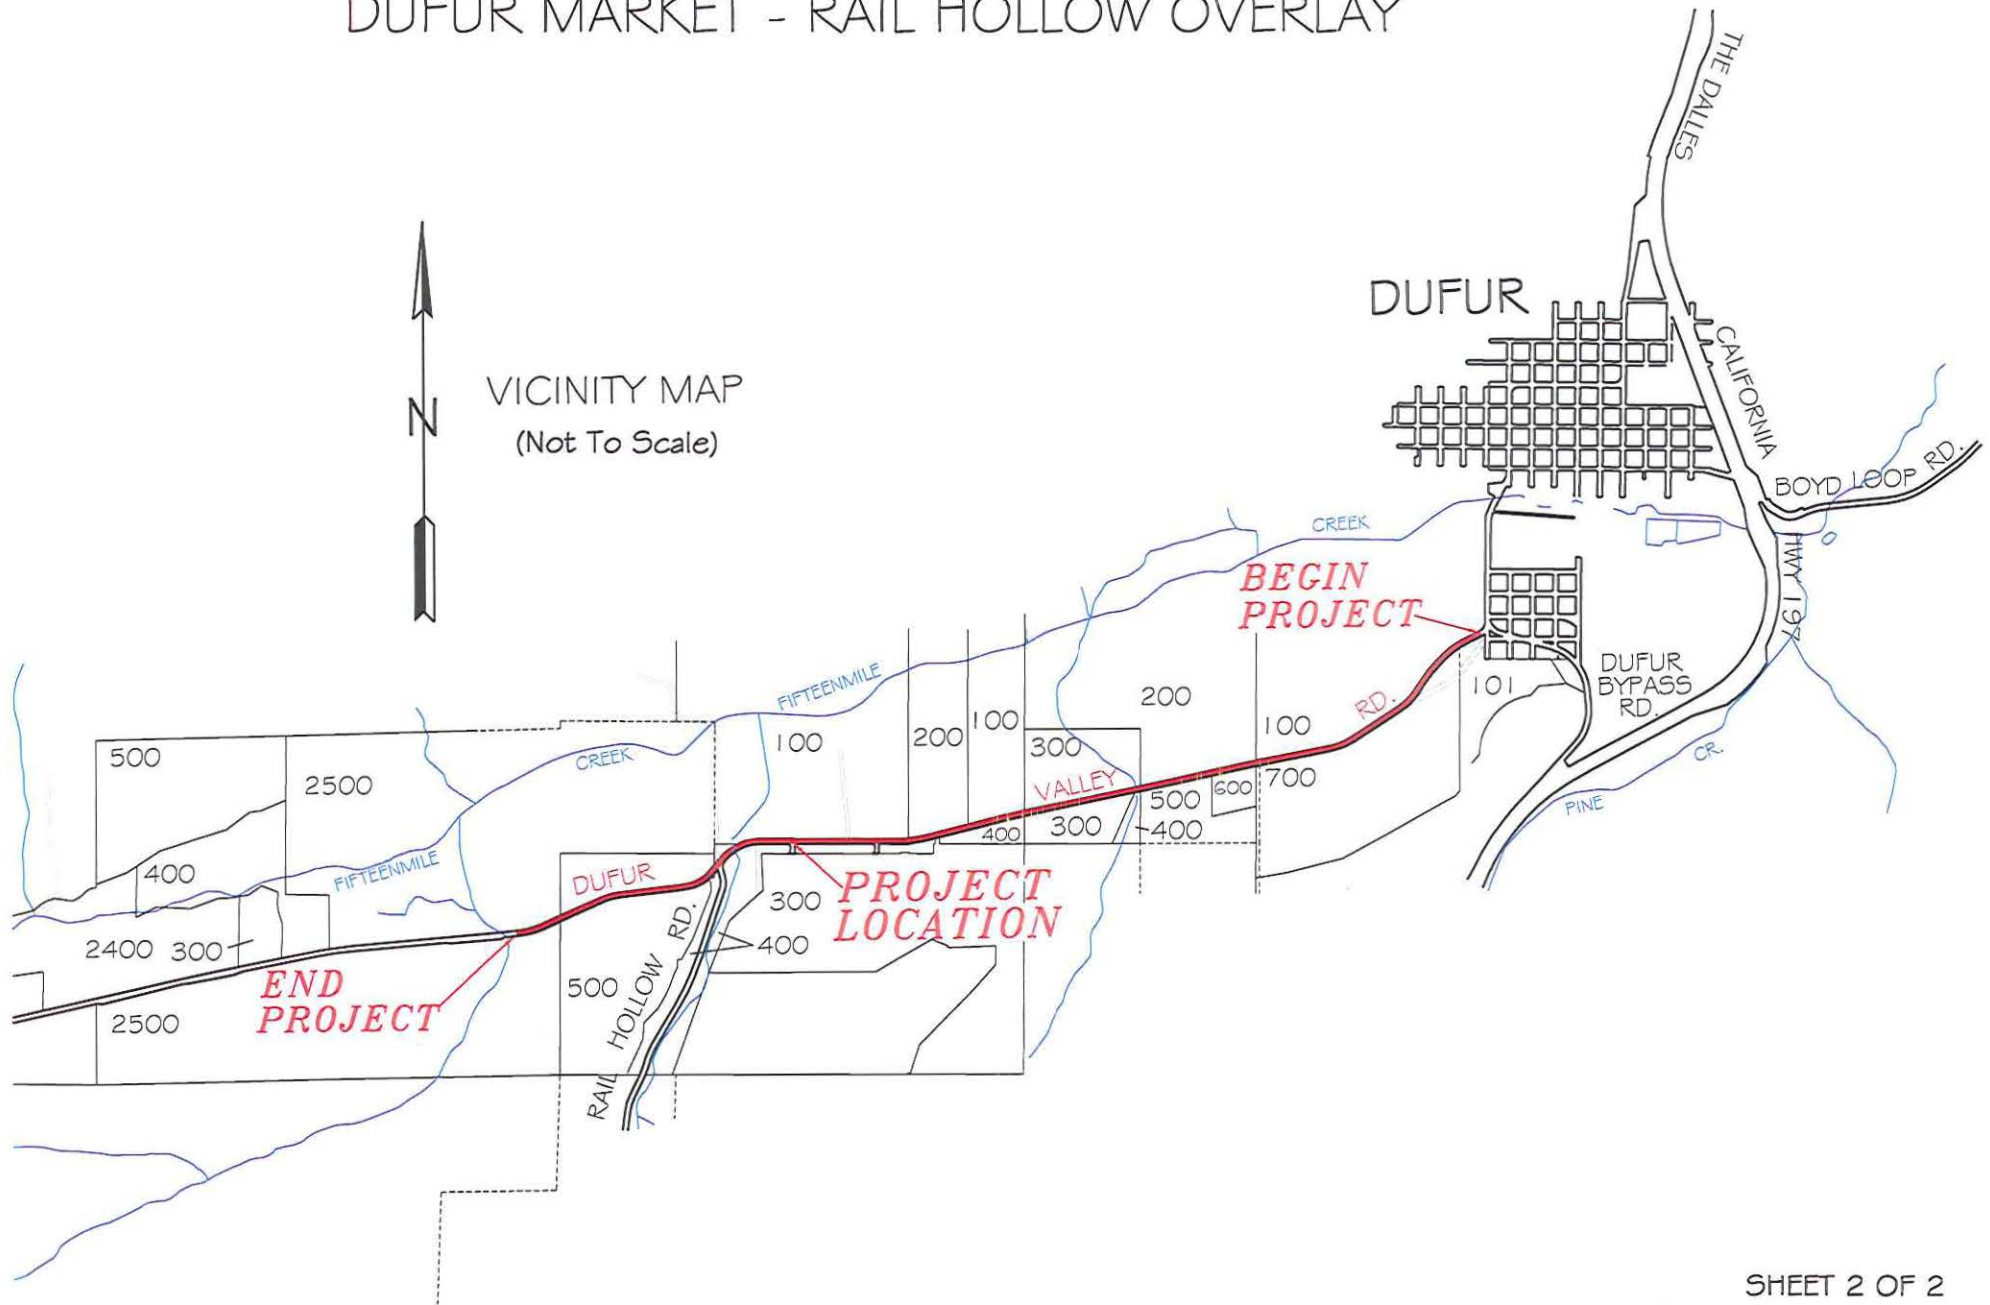 DUFUR MARKET - RAIL HOLLOW OVERLAY
THE DALLES
CALIFORNIA
HWY 197
DUFUR
VICINITY MAP
(Not To Scale)
N
BOYD LOOP RD.
CREEK
BEGIN
PROJECT
DUFUR
BYPASS
RD.
101
FIFTEENMILE
200
RD.
100
100
200
100
300
VALLEY
CREEK
500
2500
700
600
500
300
400
400
CR.
PINE
400
FIFTEENMILE
DUFUR
300
PROJECT
LOCATION
400
2400
300
END
PROJECT
500
RAIL HOLLOW RD.
2500
SHEET 2 OF 2